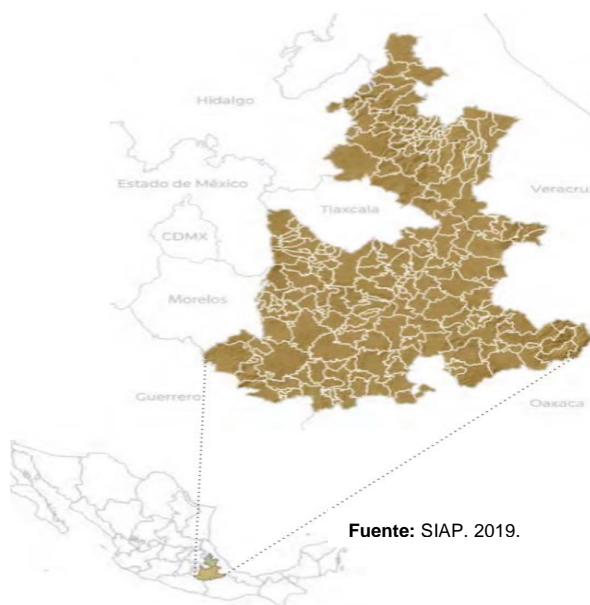 Hidalgo
Estado de México
Tlaxcala
Veracru
CDMX
Morelos
Guerrero
Oaxaca
Fuente: SIAP. 2019.